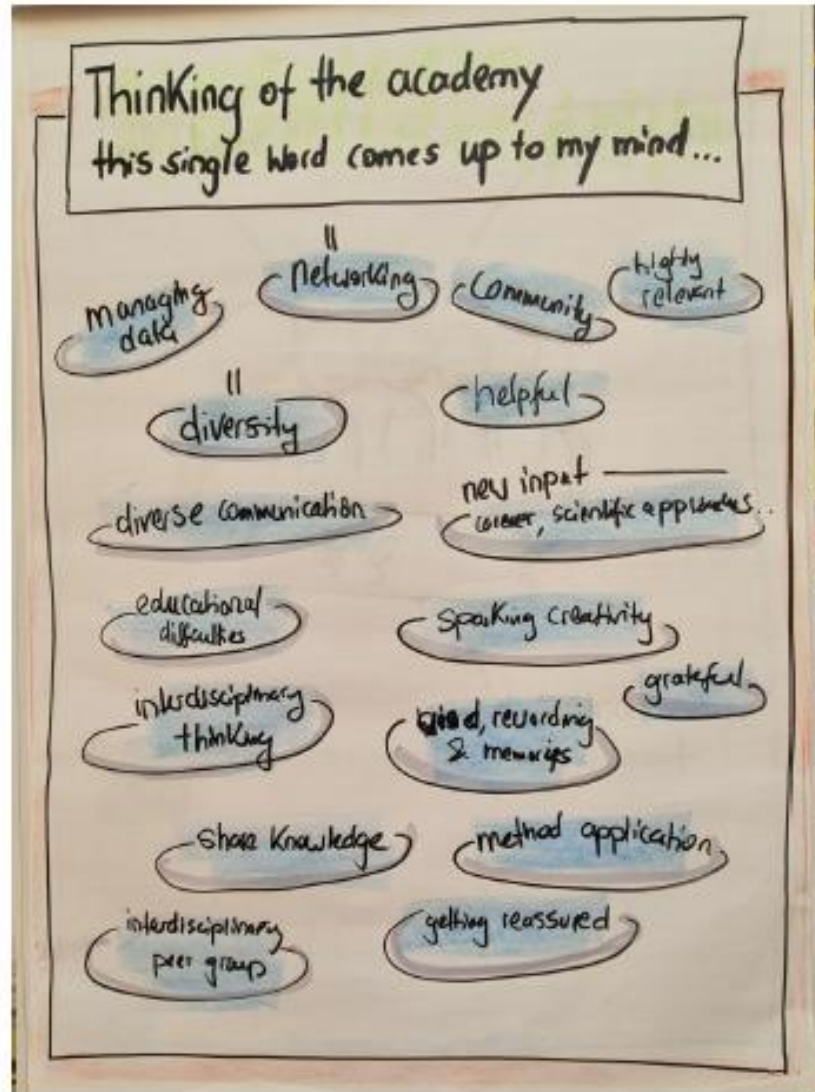 Thinking of the academy
this single word comes up to my mind...
||
networking
community
highly
relevant
managing
data
||
diversity
helpful
diverse communication
new input
career, scientific approaches..
educational
difficulties
sparking creativity
grateful
interdisciplinary
thinking
, rewarding
& memories
share knowledge
method application
interdisciplinary
peer group
getting reassured